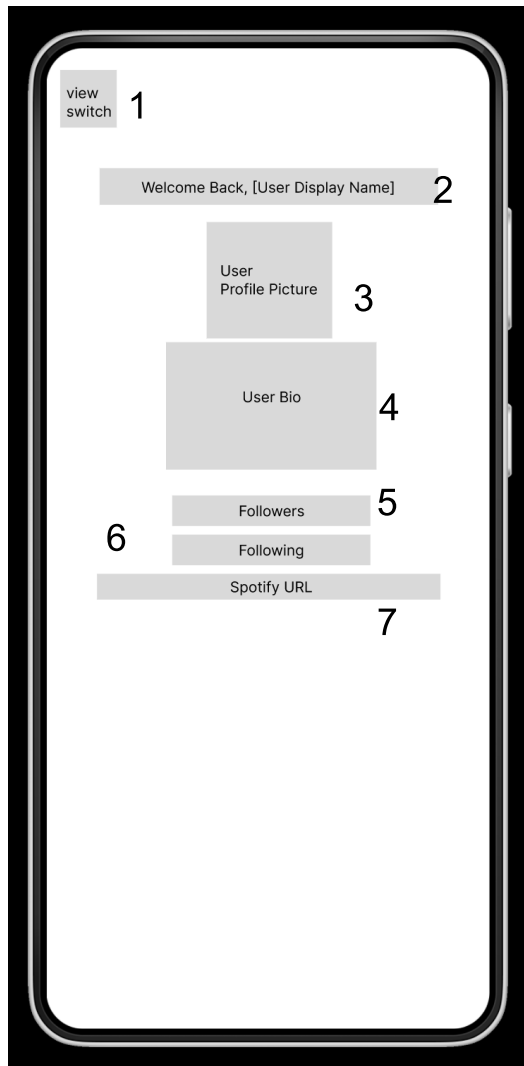 view
switch
1
Welcome Back, [User Display Name]
2
User
Profile Picture
3
User Bio
4
Followers
5
6
Following
Spotify URL
7